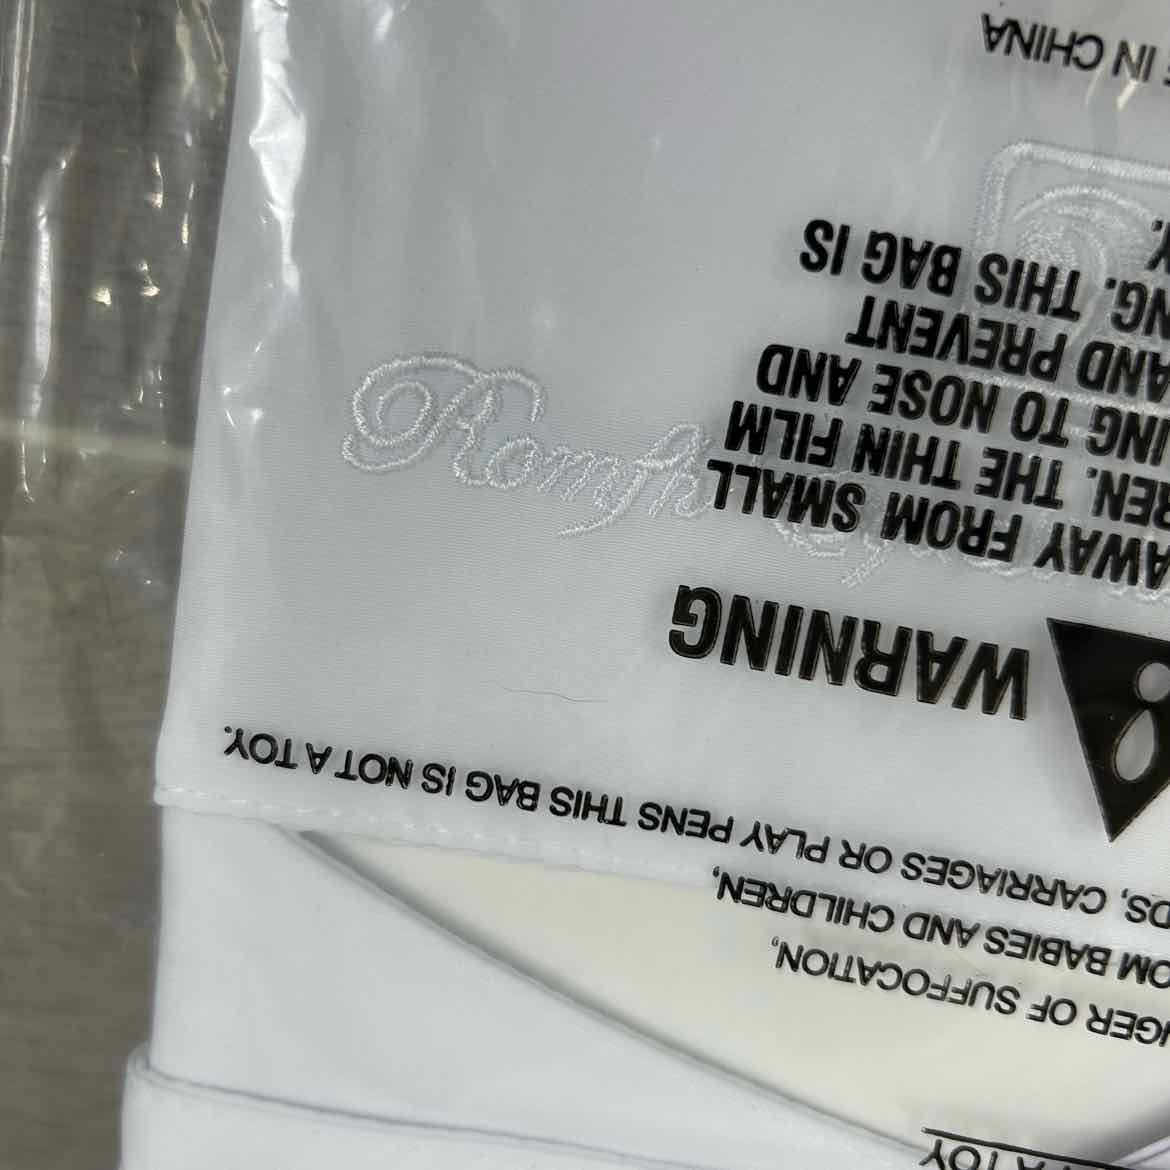 A TOY
GER OF SUFFOCATION,
OM BABIES AND CHILDREN,
DS, CARRIAGES OR PLAY PENS THIS BAG IS NOT A TOY.
WARNING
AWAY FROM SMALL
REN. THE THIN FILM
ING TO NOSE AND
AND PREVENT
NG. THIS BAG IS
Y.
IN CHINA
Romfh